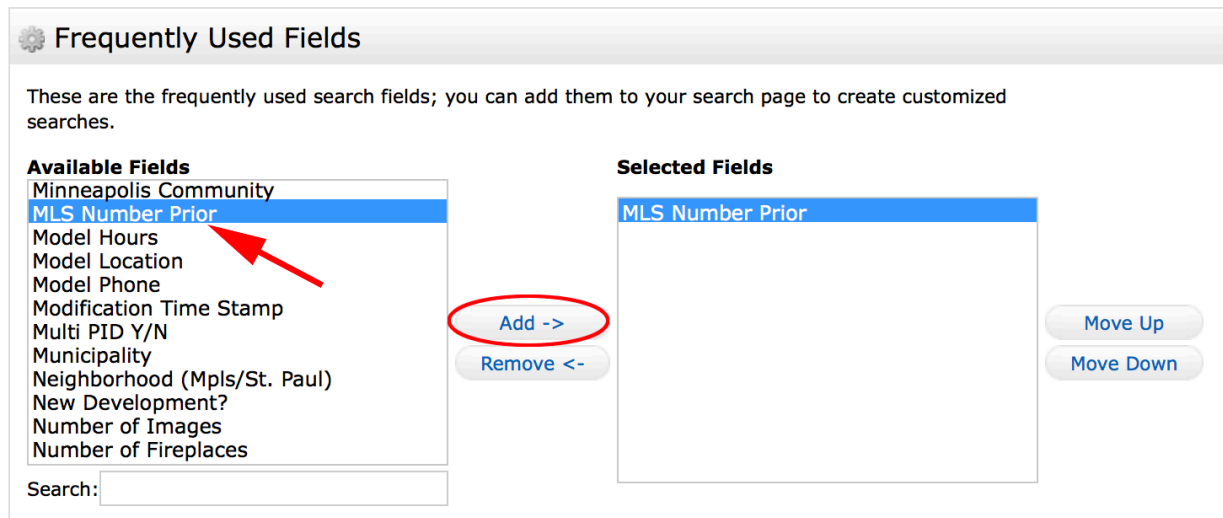 Frequently Used Fields
These are the frequently used search fields; you can add them to your search page to create customized
searches.
Available Fields
Minneapolis Community
MLS Number Prior
Model Hours
Model Location
Model Phone
Modification Time Stamp
Multi PID Y/N
Municipality
Neighborhood (Mpls/St. Paul)
New Development?
Number of Images
Number of Fireplaces
Search:
Add ->
Remove <-
Selected Fields
MLS Number Prior
Move Up
Move Down